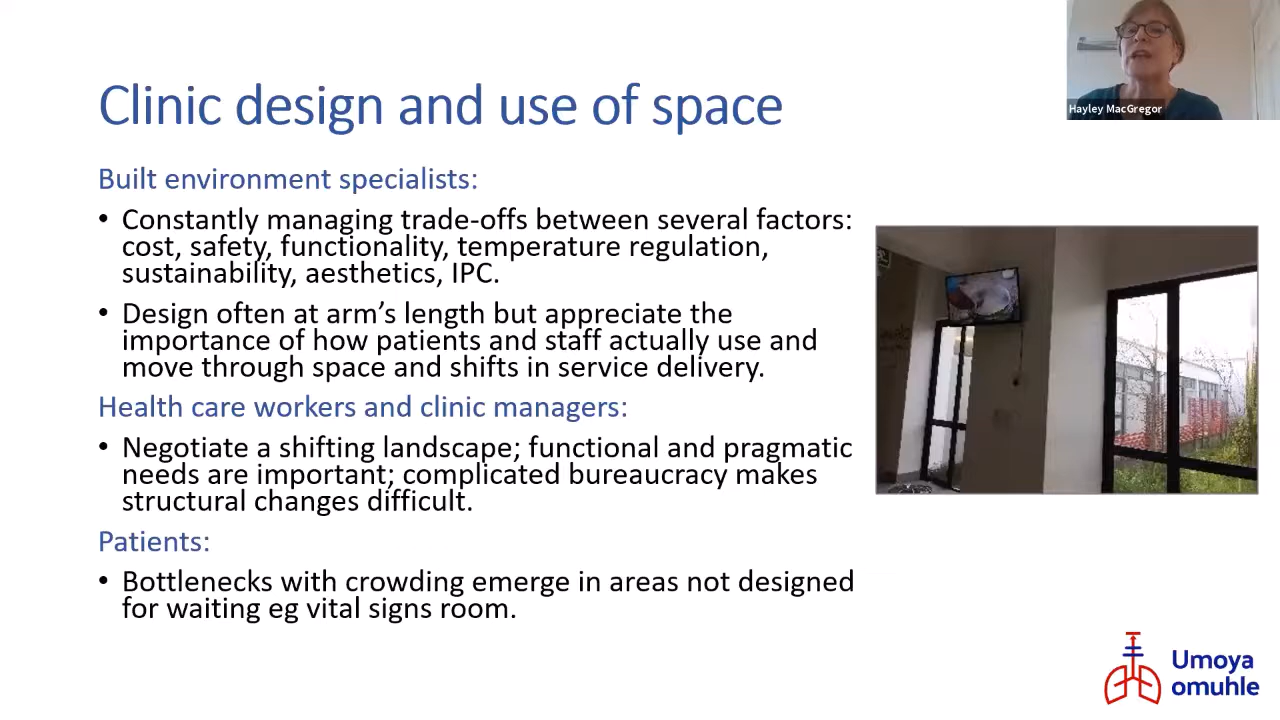 Hayley MacGregor
Clinic design and use of space
Built environment specialists:
• Constantly managing trade-offs between several factors:
cost, safety, functionality, temperature regulation,
sustainability, aesthetics, IPC.
• Design often at arm’s length but appreciate the
importance of how patients and staff actually use and
move through space and shifts in service delivery.
Health care workers and clinic managers:
• Negotiate a shifting landscape; functional and pragmatic
needs are important; complicated bureaucracy makes
structural changes difficult.
Patients:
• Bottlenecks with crowding emerge in areas not designed
for waiting eg vital signs room.
Umoya
omuhle